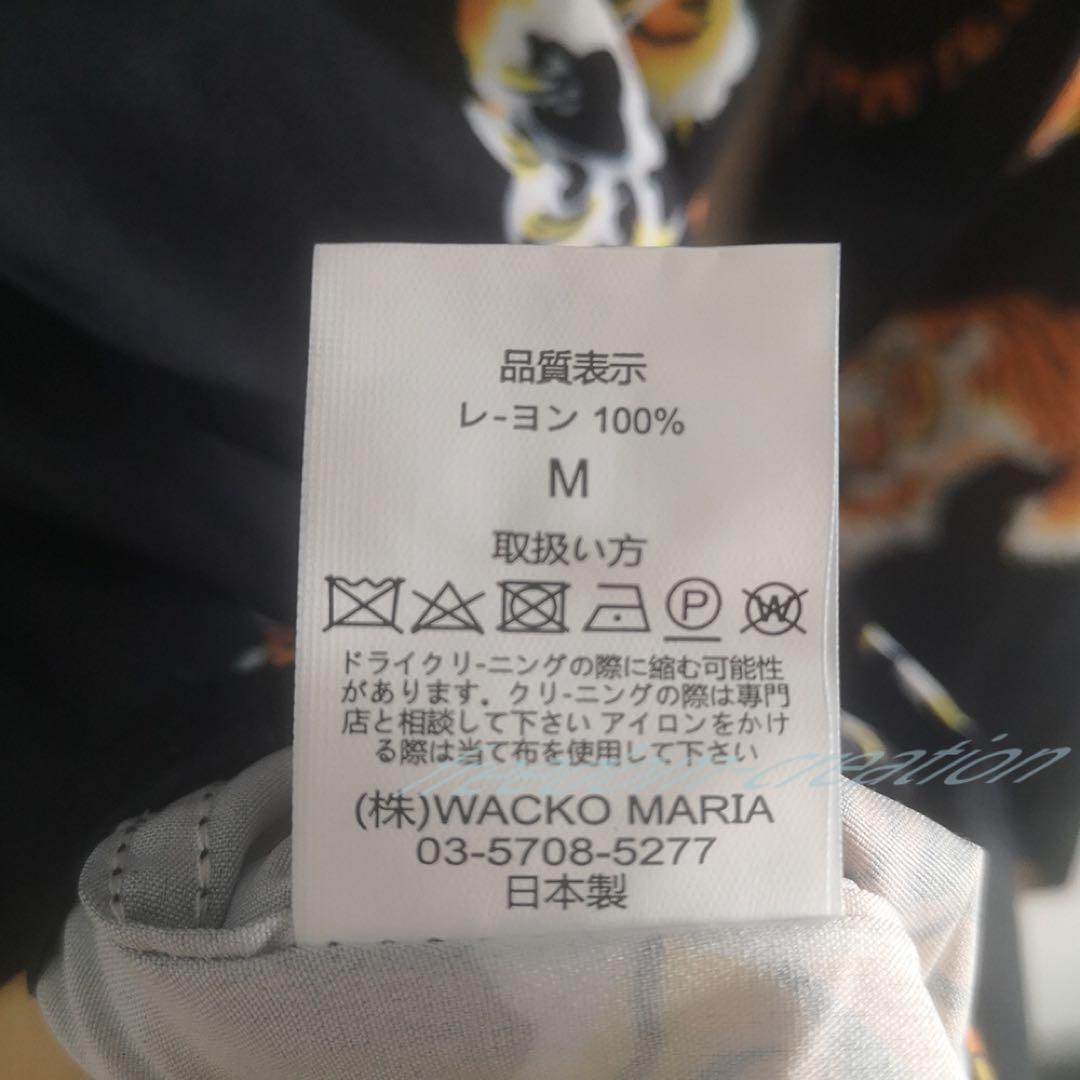 品質表示
レ-ヨン 100%
M
取扱い方
P
W
ドライクリ-ニングの際に縮む可能性
があります. クリ-ニングの際は専門
店と相談して下さい アイロンをかけ
る際は当て布を使用して下さい
creation
(株)WACKO MARIA
03-5708-5277
日本製